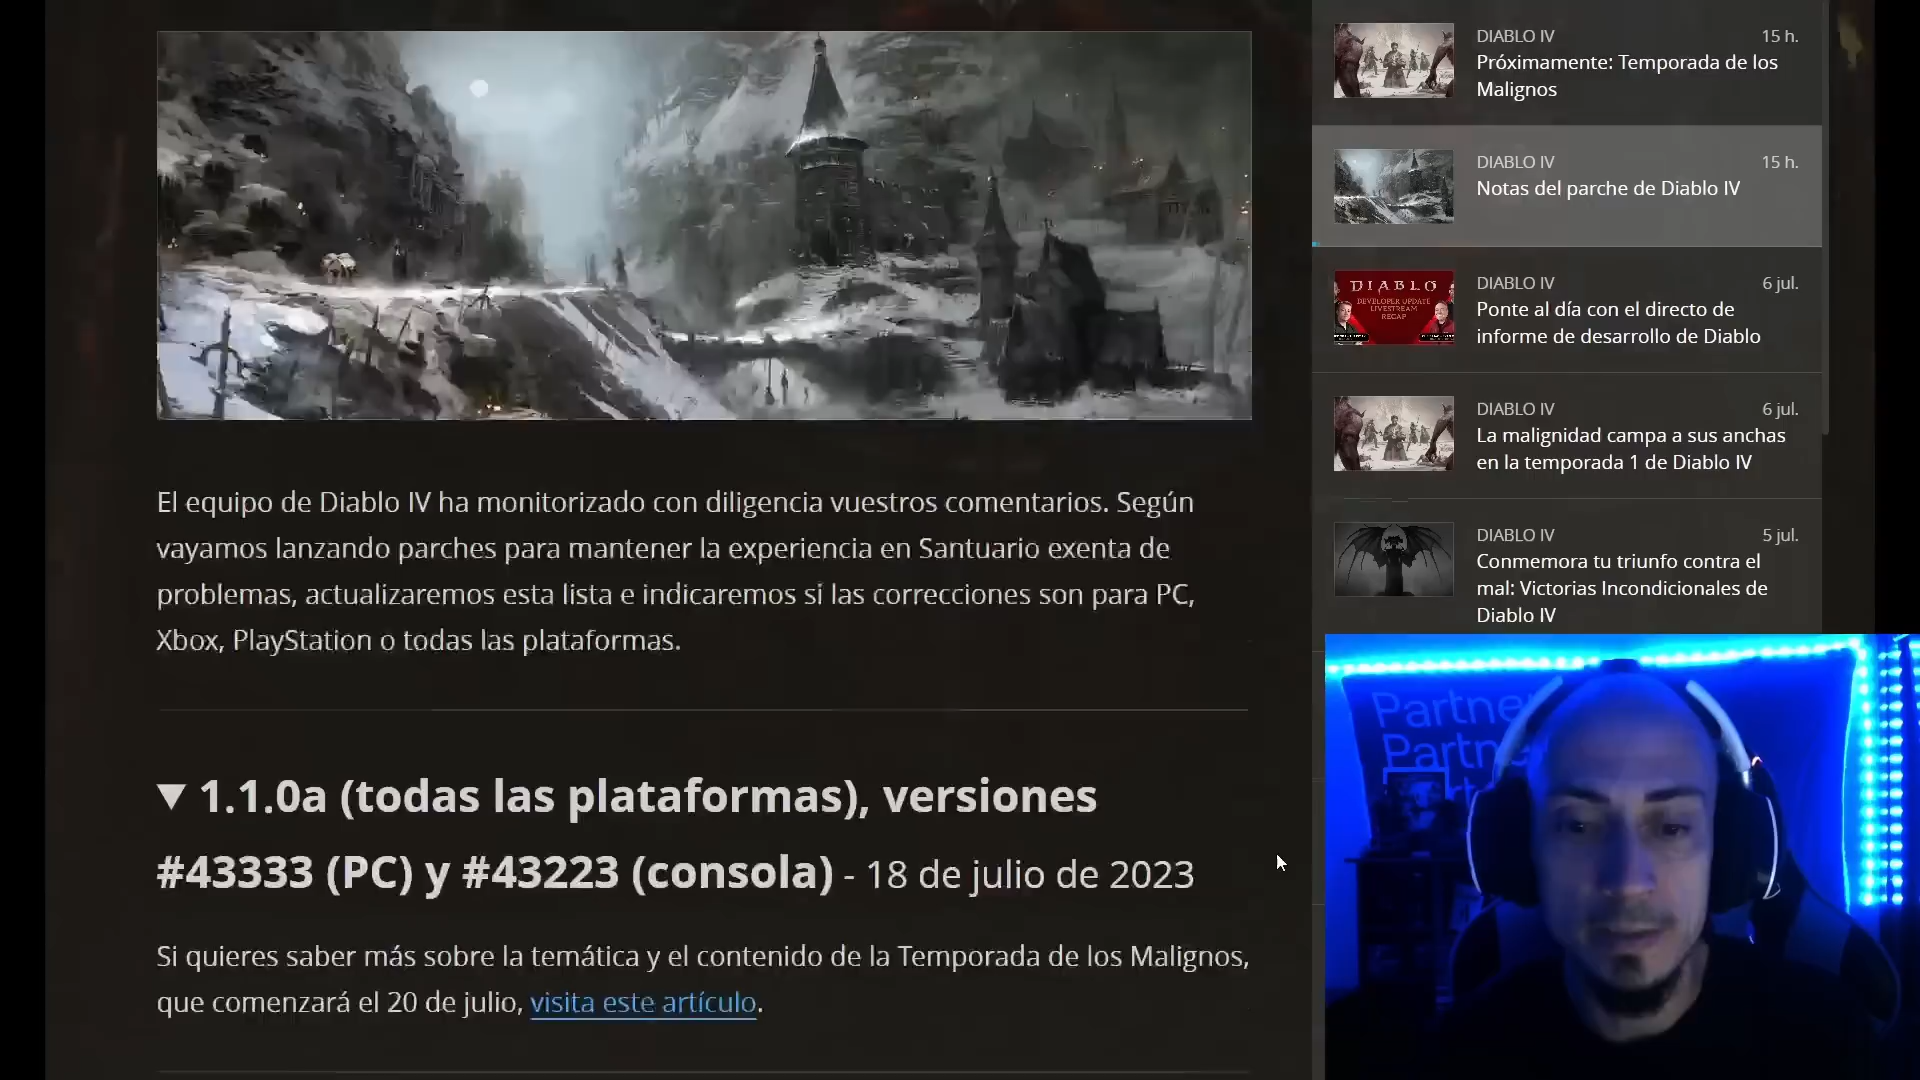 El equipo de Diablo IV ha monitorizado con diligencia vuestros comentarios. Según
vayamos lanzando parches para mantener la experiencia en Santuario exenta de
problemas, actualizaremos esta lista e indicaremos si las correcciones son para PC,
Xbox, PlayStation o todas las plataformas.
▼ 1.1.0a (todas las plataformas), versiones
#43333 (PC) y #43223 (consola) - 18 de julio de 2023
Si quieres saber más sobre la temática y el contenido de la Temporada de los Malignos,
que comenzará el 20 de julio, visita este artículo.
DIABLO IV 15 h.
Próximamente: Temporada de los
Malignos
DIABLO IV 15 h.
Notas del parche de Diablo IV
DIABLO
DEVELOPER UPDATE
LIVESTREAM
RECAP
DIABLO IV 6 jul.
Ponte al día con el directo de
informe de desarrollo de Diablo
DIABLO IV 6 jul.
La malignidad campa a sus anchas
en la temporada 1 de Diablo IV
DIABLO IV 5 jul.
Conmemora tu triunfo contra el
mal: Victorias Incondicionales de
Diablo IV